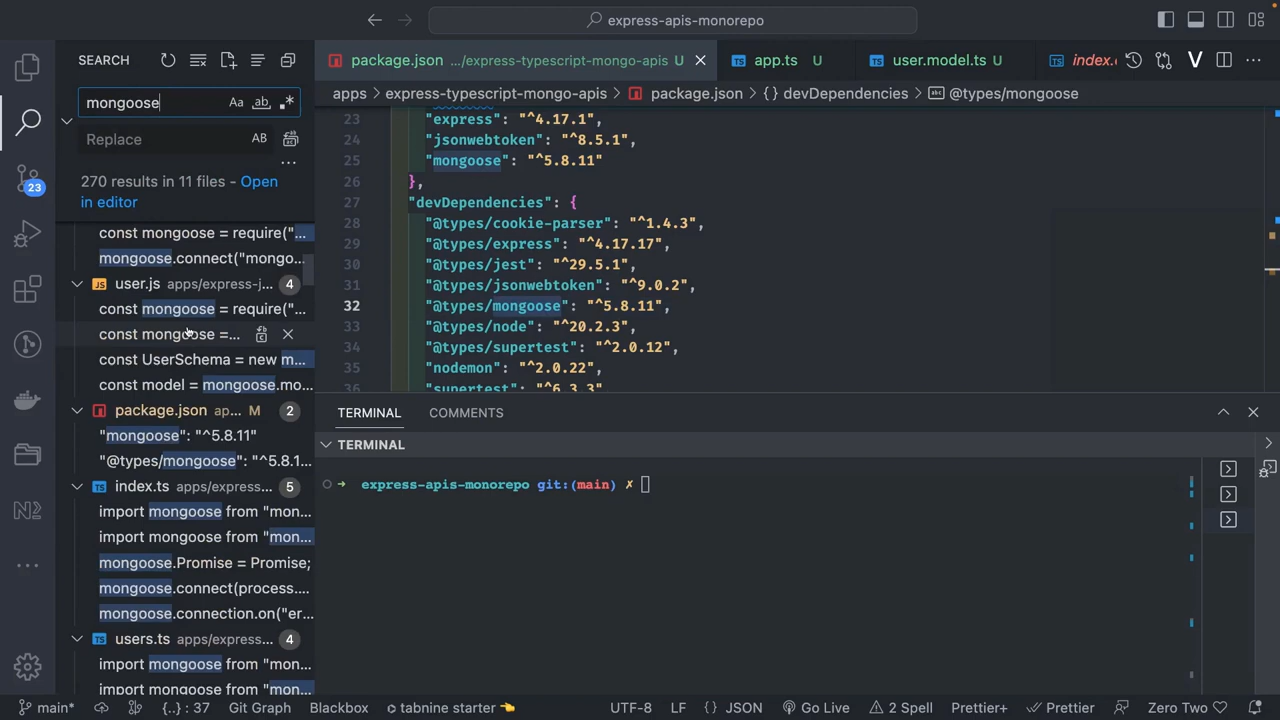 express-apis-monorepo
SEARCH
mongoose
Aa
ab
Replace
AB
270 results in 11 files - Open
in editor
const mongoose = require("...
mongoose.connect("mongo...
user.js apps/express-j... 4
const mongoose = require("...
const mongoose =...
const UserSchema = new m...
const model = mongoose.mo...
package.json ap... M 2
"mongoose": "^5.8.11"
"@types/mongoose": "^5.8.1...
index.ts apps/express... 5
import mongoose from "mon...
import mongoose from "mon...
mongoose.Promise = Promise;
mongoose.connect(process....
mongoose.connection.on("er...
users.ts apps/express... 4
import mongoose from "mon...
import mongoose from "mon...
23
package.json .../express-typescript-mongo-apis U
TS app.ts U
TS user.model.ts U
TS index.
apps > express-typescript-mongo-apis > package.json > {} devDependencies > @types/mongoose
23 "express": "^4.17.1",
24 "jsonwebtoken": "^8.5.1",
25 "mongoose": "^5.8.11"
26 },
27 "devDependencies": {
28 "@types/cookie-parser": "^1.4.3",
29 "@types/express": "^4.17.17",
30 "@types/jest": "^29.5.1",
31 "@types/jsonwebtoken": "^9.0.2",
32 "@types/mongoose": "^5.8.11",
33 "@types/node": "^20.2.3",
34 "@types/supertest": "^2.0.12",
35 "nodemon": "^2.0.22",
36 "supertest": "^6.3.3"
TERMINAL
COMMENTS
TERMINAL
express-apis-monorepo git:(main) ✗
main*
{..} : 37
Git Graph
Blackbox
tabnine starter
UTF-8
LF
{} JSON
Go Live
2 Spell
Prettier+
Prettier
Zero Two